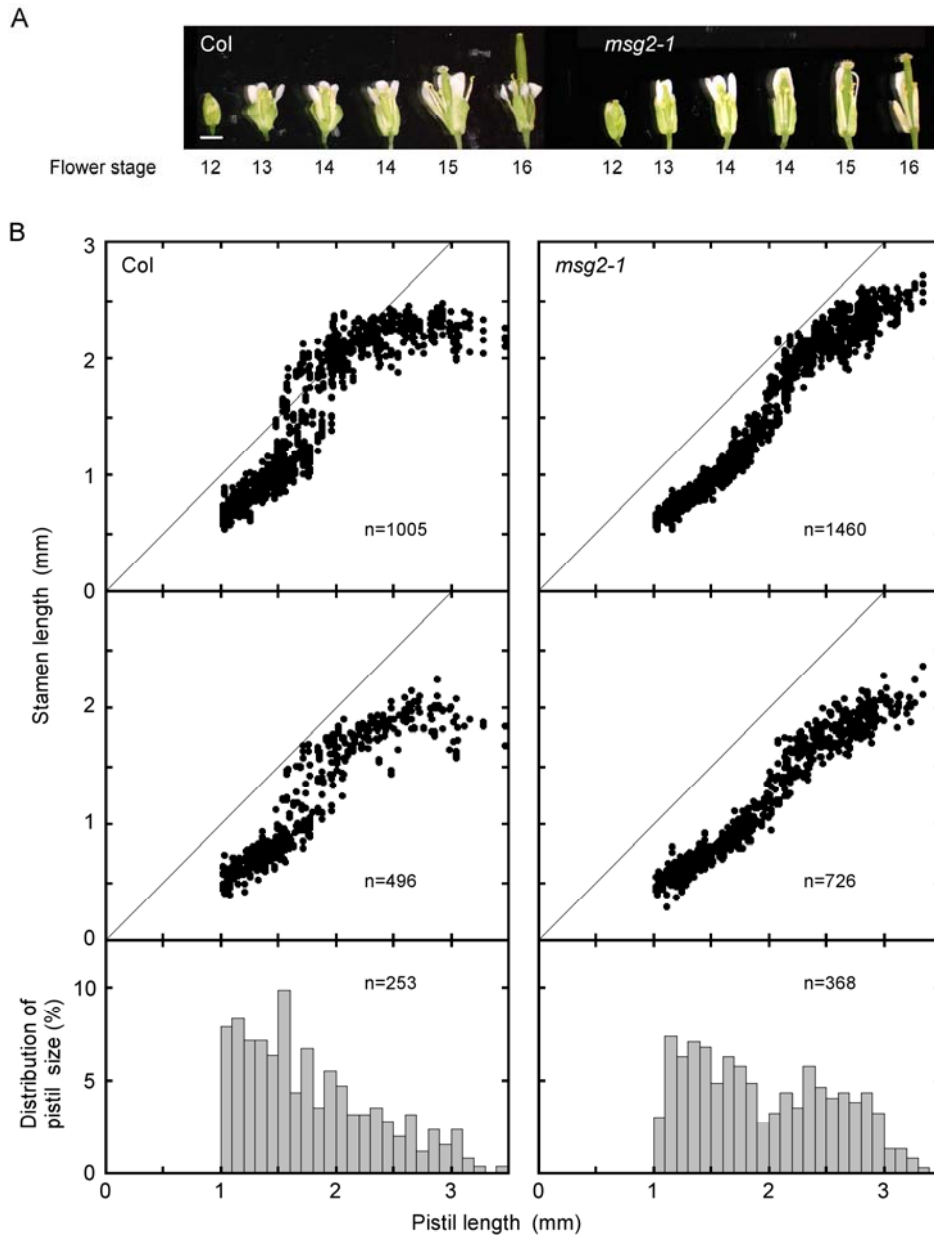 A
Col msg2-1
Flower stage 12 13 14 14 15 16 12 13 14 14 15 16
B
Col msg2-1
3
2
1
0
n=1005 n=1460
Stamen length (mm)
2
1
0
n=496 n=726
Distribution of
pistil size (%)
10
5
0
n=253 n=368
0 1 2 3 0 1 2 3
Pistil length (mm)